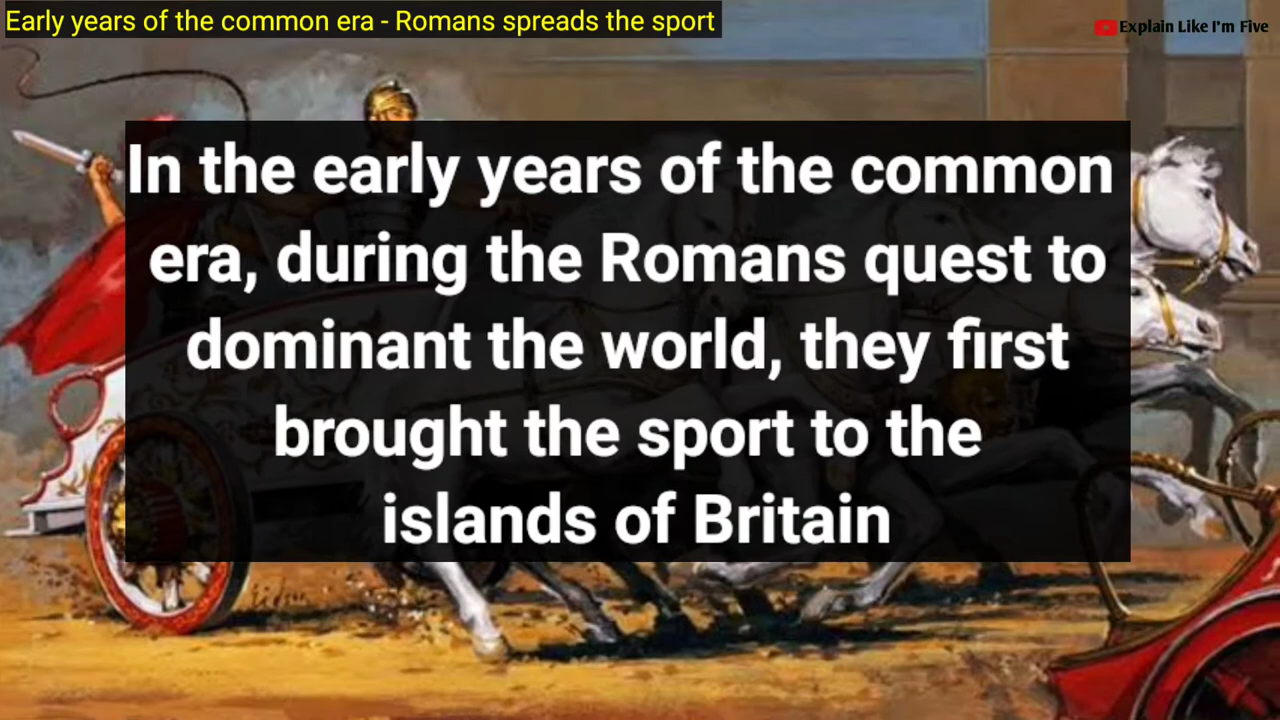 Early years of the common era - Romans spreads the sport
Explain Like I'm Five
In the early years of the common
era, during the Romans quest to
dominant the world, they first
brought the sport to the
islands of Britain